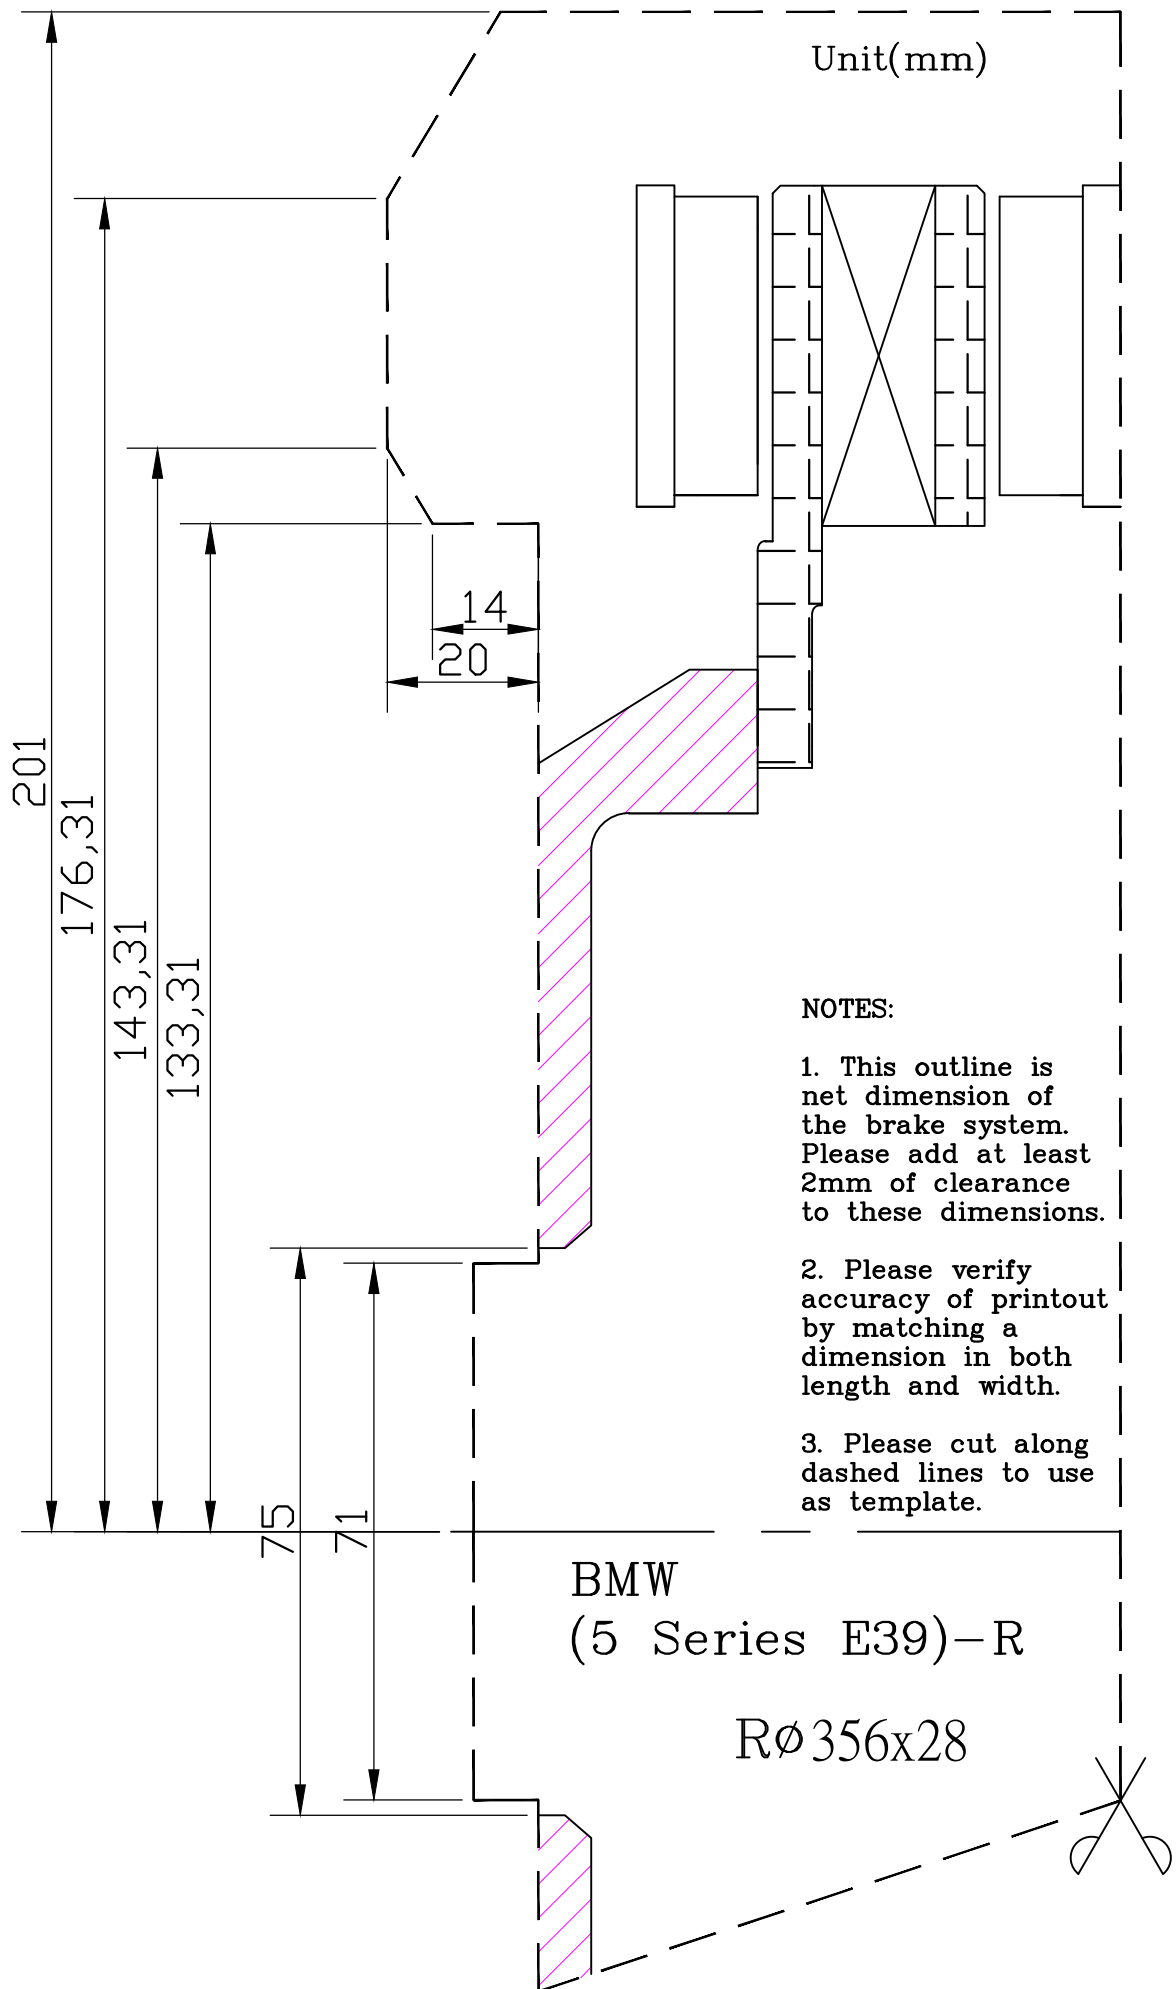 Unit(mm)
14
20
201
176,31
143,31
133,31
NOTES:
1. This outline is
net dimension of
the brake system.
Please add at least
2mm of clearance
to these dimensions.
2. Please verify
accuracy of printout
by matching a
dimension in both
length and width.
3. Please cut along
dashed lines to use
as template.
75
71
BMW
(5 Series E39)-R
RØ356x28